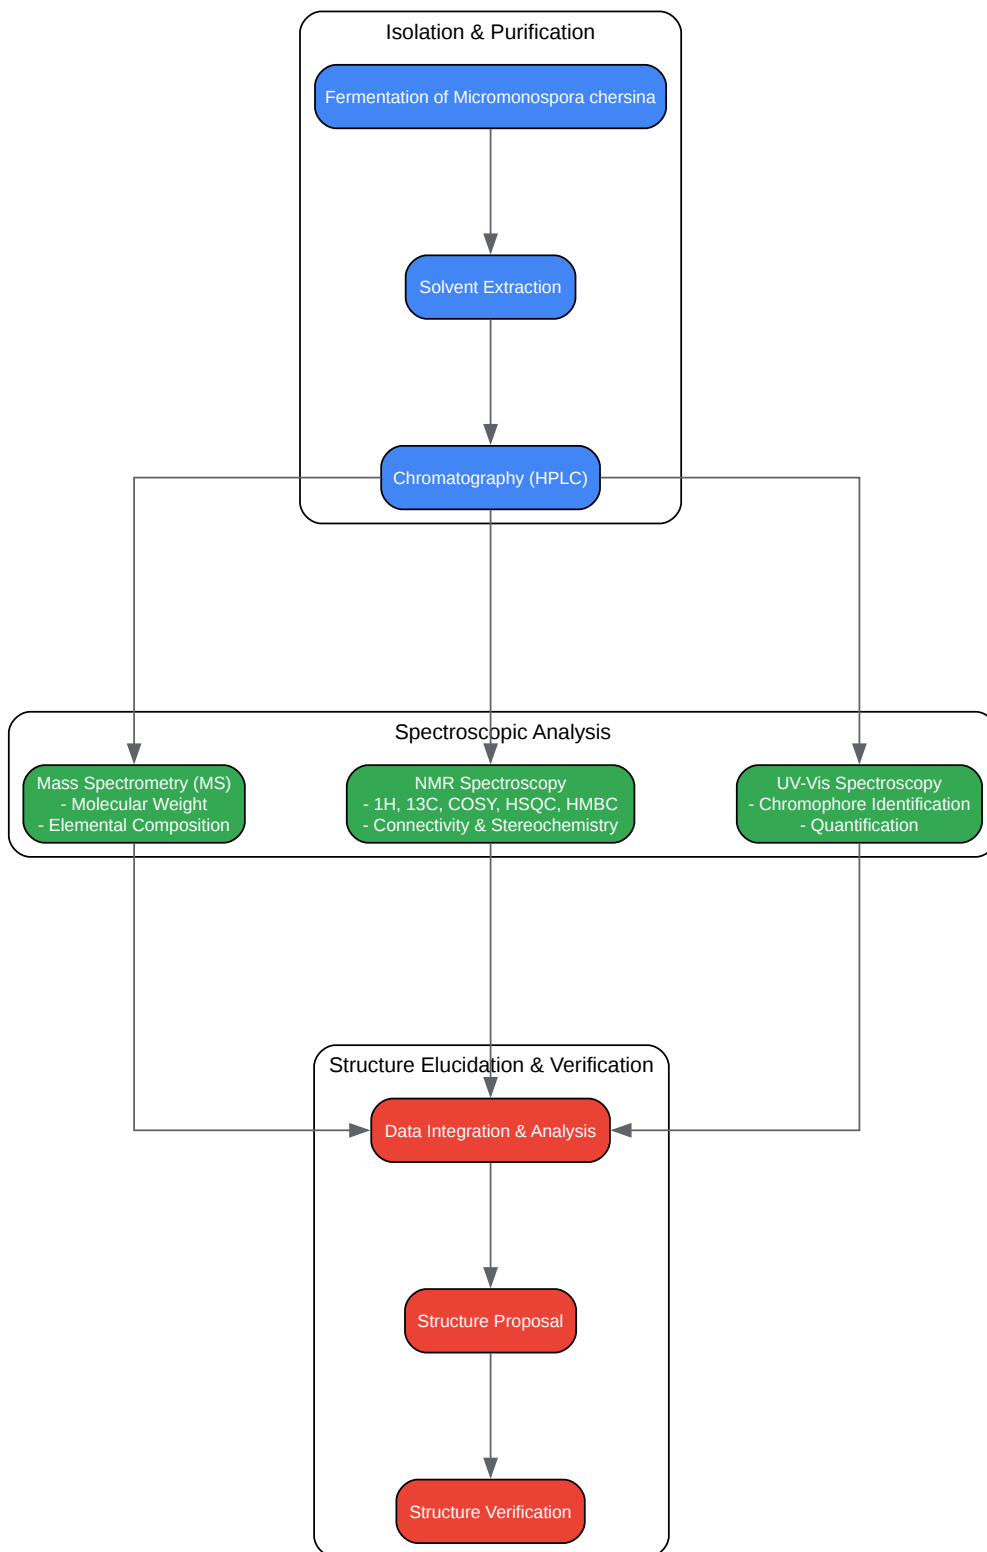 Isolation & Purification
Fermentation of Micromonospora chersina
Solvent Extraction
Chromatography (HPLC)
Spectroscopic Analysis
Mass Spectrometry (MS)
- Molecular Weight
- Elemental Composition
NMR Spectroscopy
- 1H, 13C, COSY, HSQC, HMBC
- Connectivity & Stereochemistry
UV-Vis Spectroscopy
- Chromophore Identification
- Quantification
Structure Elucidation & Verification
Data Integration & Analysis
Structure Proposal
Structure Verification